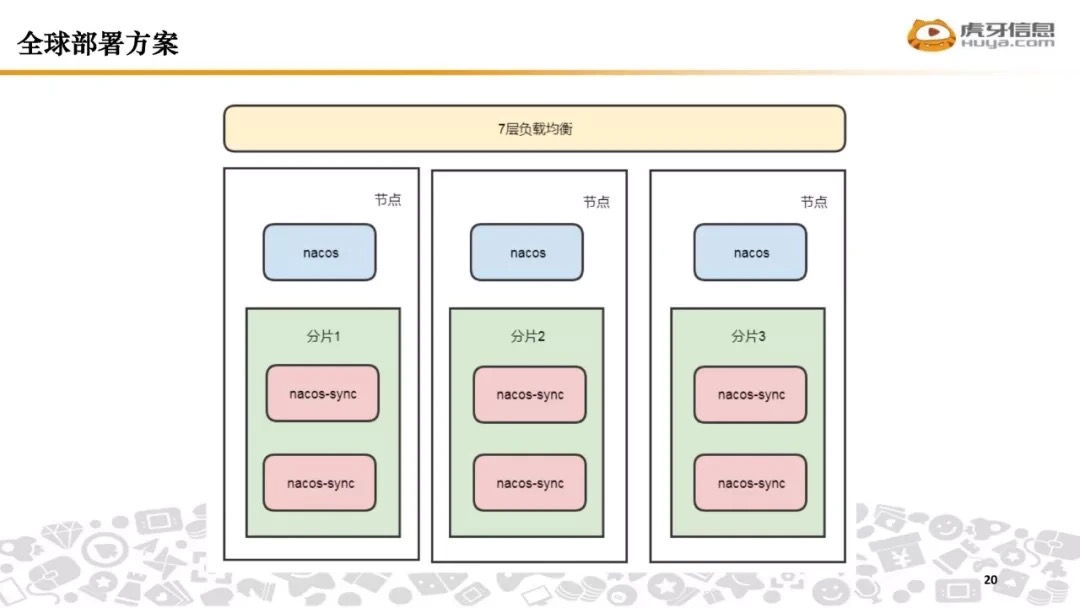 全球部署方案
虎牙信息
HUYA.com
7层负载均衡
节点
节点
节点
nacos
nacos
nacos
分片1
分片2
分片3
nacos-sync
nacos-sync
nacos-sync
nacos-sync
nacos-sync
nacos-sync
20